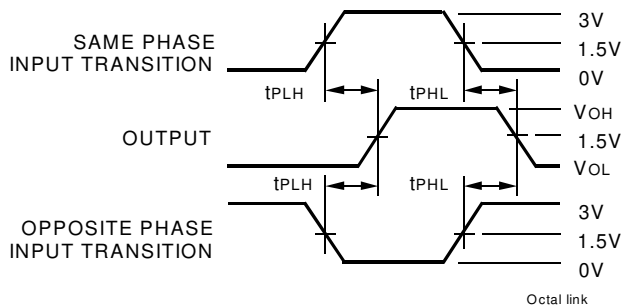 3V
SAME PHASE
INPUT TRANSITION
1.5V
0V
tPLH
tPHL
VOH
OUTPUT
1.5V
VOL
tPLH
tPHL
3V
OPPOSITE PHASE
INPUT TRANSITION
1.5V
0V
Octal link